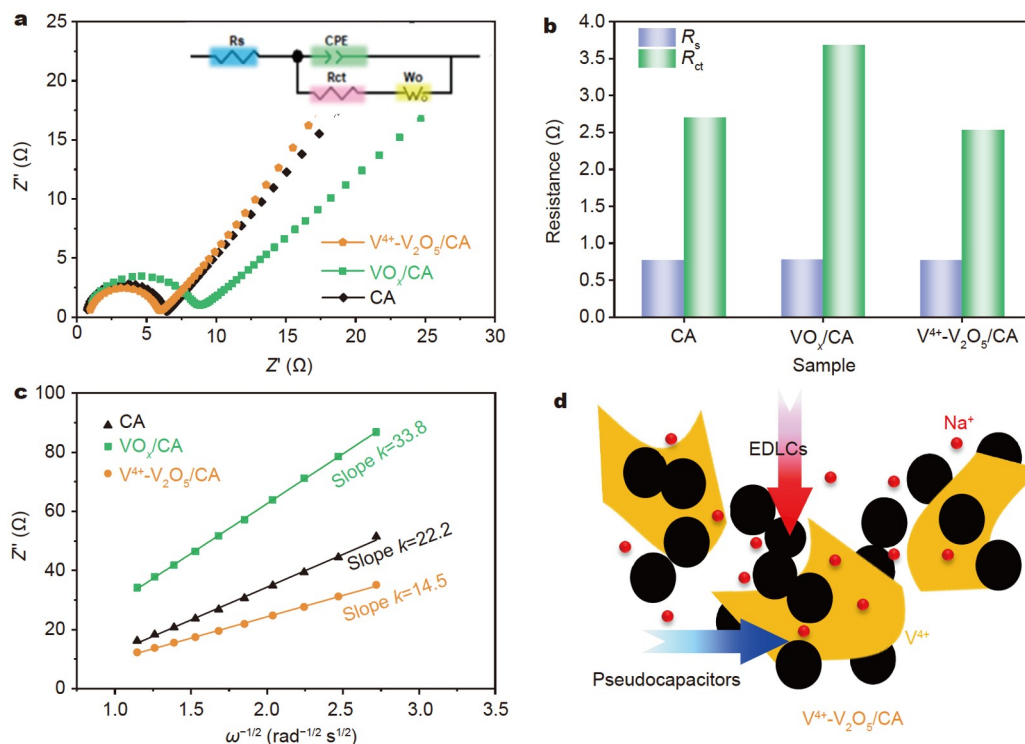 a
Rs
CPE
Rct
Wo
25
20
15
10
5
0
Z'' (Ω)
V⁴⁺-V₂O₅/CA
VOₓ/CA
CA
0 5 10 15 20 25 30
Z' (Ω)
b
Rₛ
R_ct
4.0
3.5
3.0
2.5
2.0
1.5
1.0
0.5
0.0
Resistance (Ω)
CA VOₓ/CA V⁴⁺-V₂O₅/CA
Sample
c
CA
VOₓ/CA
V⁴⁺-V₂O₅/CA
100
80
60
40
20
0
Z'' (Ω)
Slope k=33.8
Slope k=22.2
Slope k=14.5
1.0 1.5 2.0 2.5 3.0 3.5
ω⁻¹/² (rad⁻¹/² s¹/²)
d
Na⁺
EDLCs
V⁴⁺
Pseudocapacitors
V⁴⁺-V₂O₅/CA